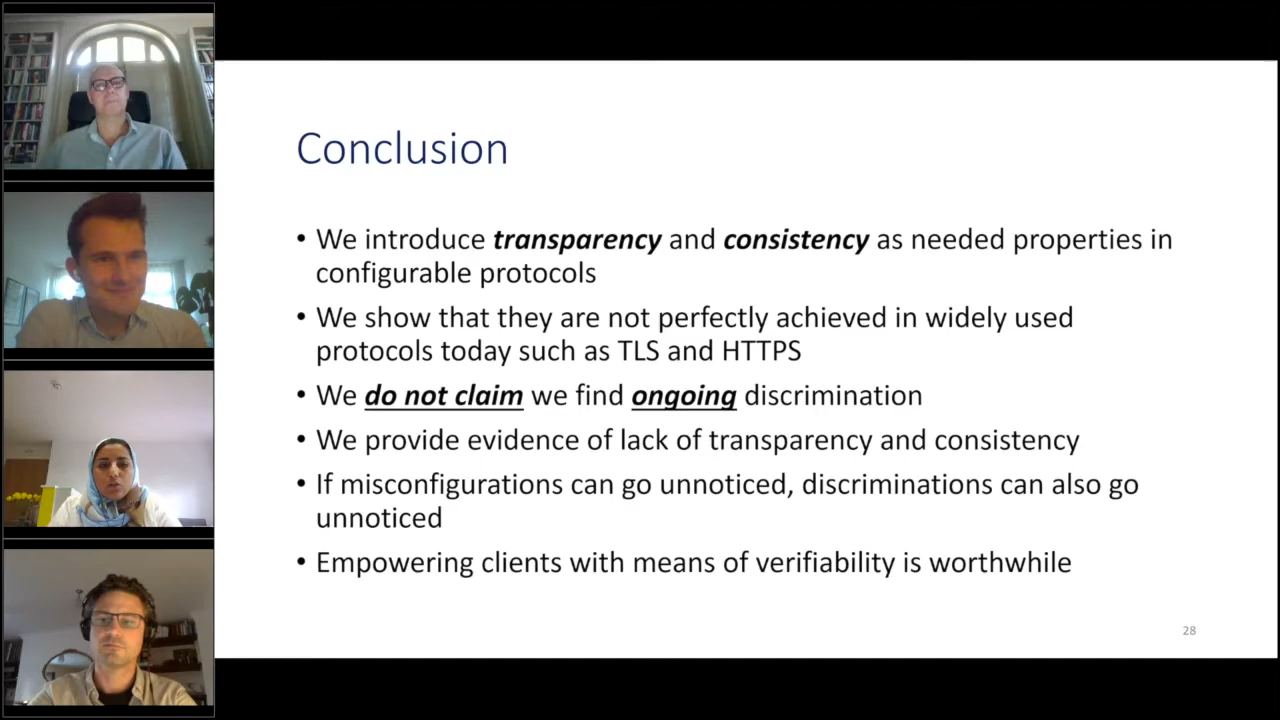 Conclusion
• We introduce transparency and consistency as needed properties in
configurable protocols
• We show that they are not perfectly achieved in widely used
protocols today such as TLS and HTTPS
• We do not claim we find ongoing discrimination
• We provide evidence of lack of transparency and consistency
• If misconfigurations can go unnoticed, discriminations can also go
unnoticed
• Empowering clients with means of verifiability is worthwhile
28